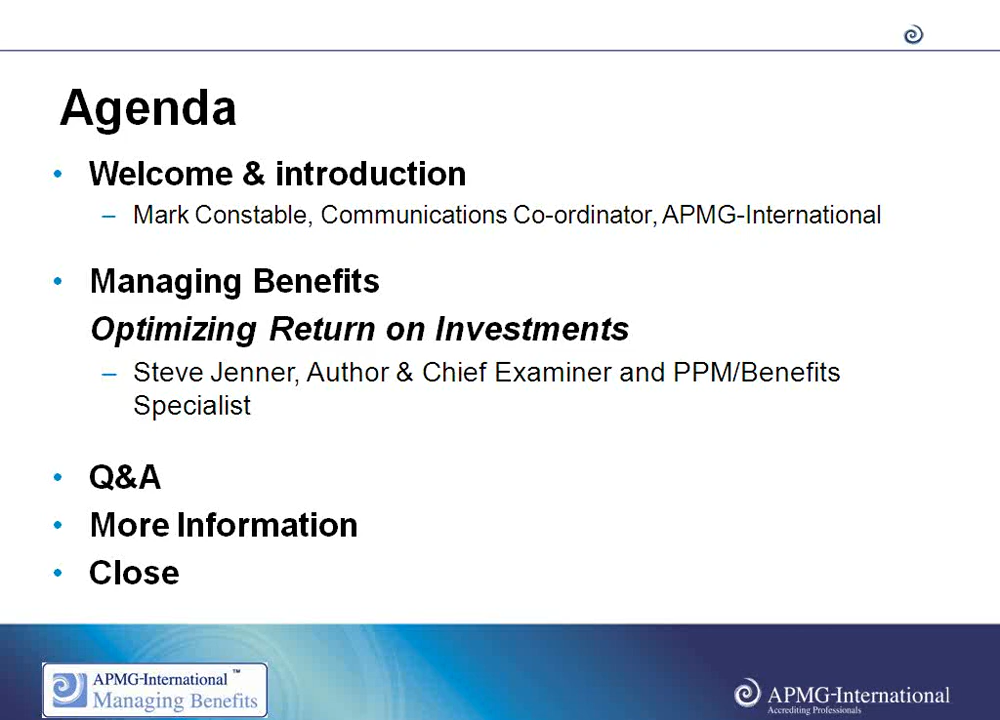 Agenda
• Welcome & introduction
– Mark Constable, Communications Co-ordinator, APMG-International
• Managing Benefits
Optimizing Return on Investments
– Steve Jenner, Author & Chief Examiner and PPM/Benefits
Specialist
• Q&A
• More Information
• Close
APMG-International™
Managing Benefits
APMG-International
Accrediting Professionals